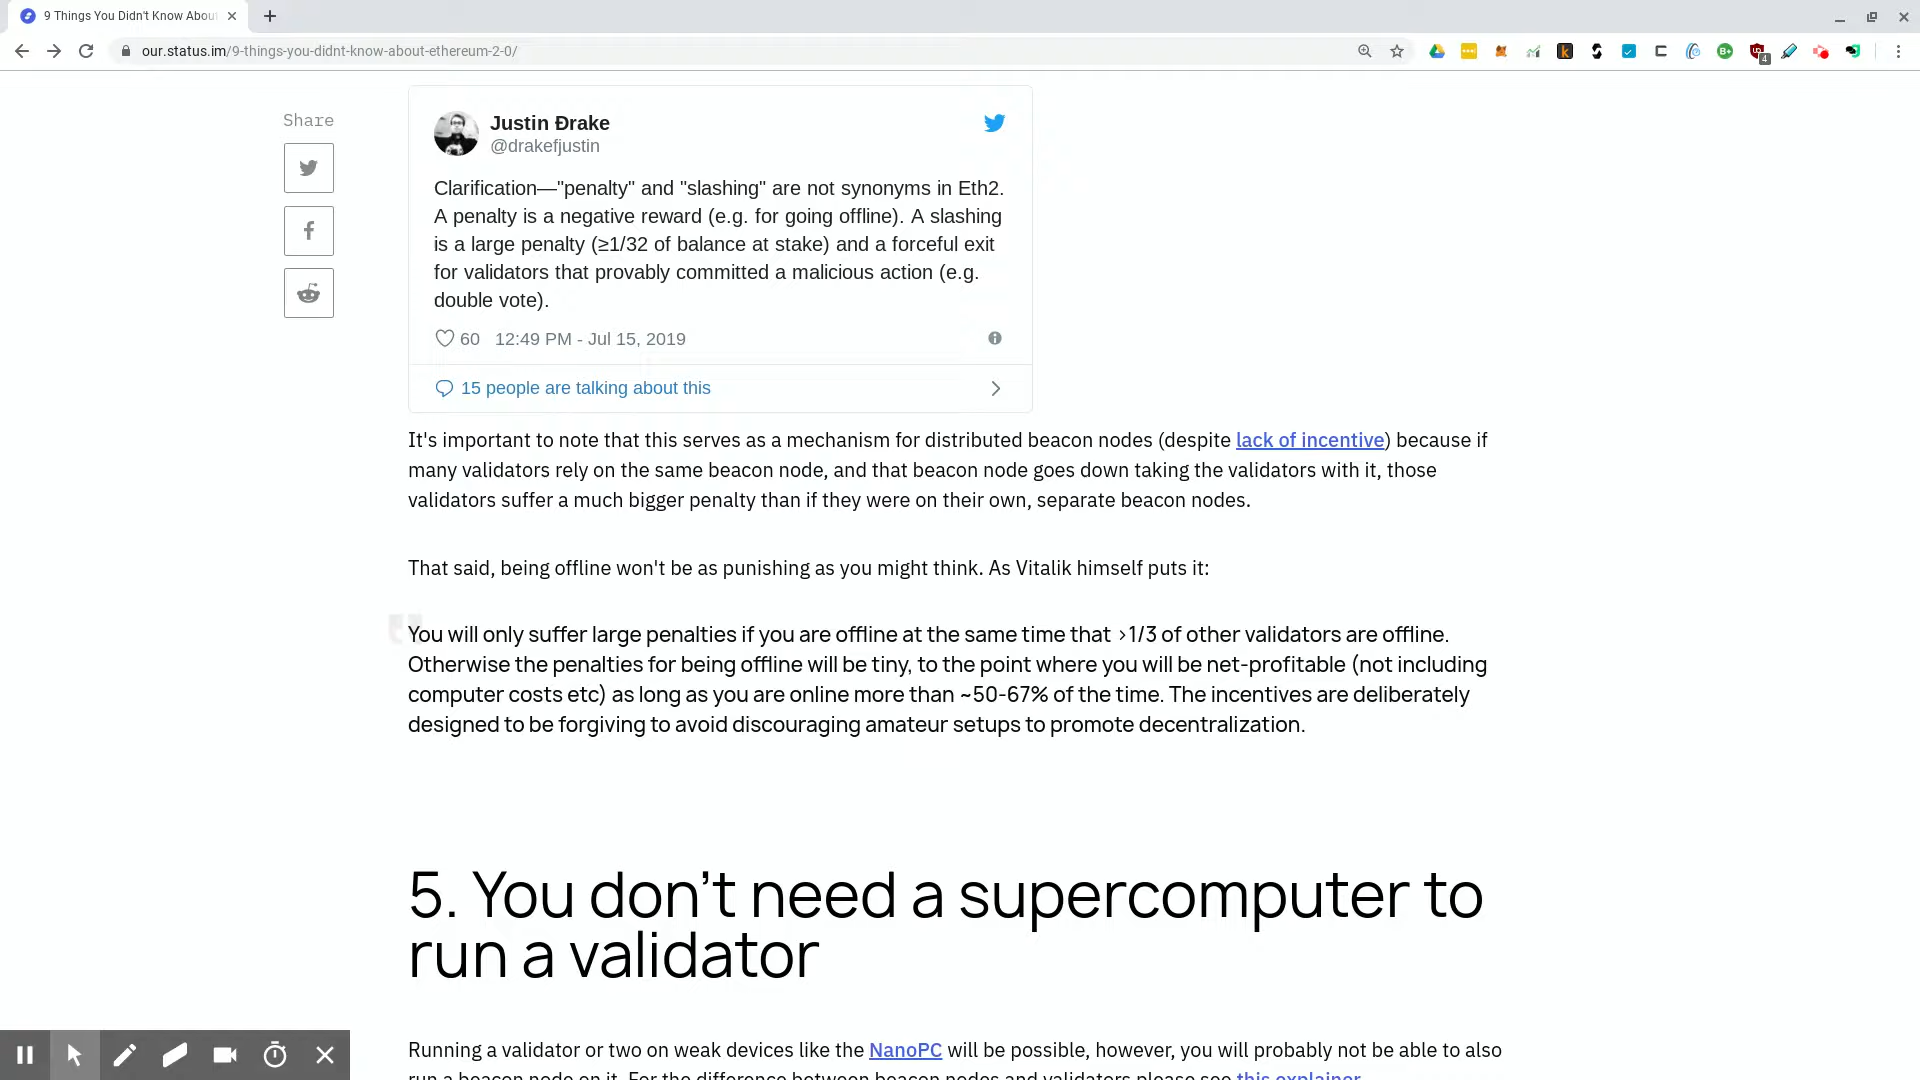 9 Things You Didn't Know Abou
our.status.im/9-things-you-didnt-know-about-ethereum-2-0/
4
Share
Justin Đrake
@drakefjustin
Clarification—"penalty" and "slashing" are not synonyms in Eth2.
A penalty is a negative reward (e.g. for going offline). A slashing
is a large penalty (≥1/32 of balance at stake) and a forceful exit
for validators that provably committed a malicious action (e.g.
double vote).
60 12:49 PM - Jul 15, 2019
15 people are talking about this
It's important to note that this serves as a mechanism for distributed beacon nodes (despite lack of incentive) because if
many validators rely on the same beacon node, and that beacon node goes down taking the validators with it, those
validators suffer a much bigger penalty than if they were on their own, separate beacon nodes.
That said, being offline won't be as punishing as you might think. As Vitalik himself puts it:
You will only suffer large penalties if you are offline at the same time that >1/3 of other validators are offline.
Otherwise the penalties for being offline will be tiny, to the point where you will be net-profitable (not including
computer costs etc) as long as you are online more than ~50-67% of the time. The incentives are deliberately
designed to be forgiving to avoid discouraging amateur setups to promote decentralization.
5. You don't need a supercomputer to
run a validator
Running a validator or two on weak devices like the NanoPC will be possible, however, you will probably not be able to also
run a beacon node on it. For the difference between beacon nodes and validators please see this explainer.